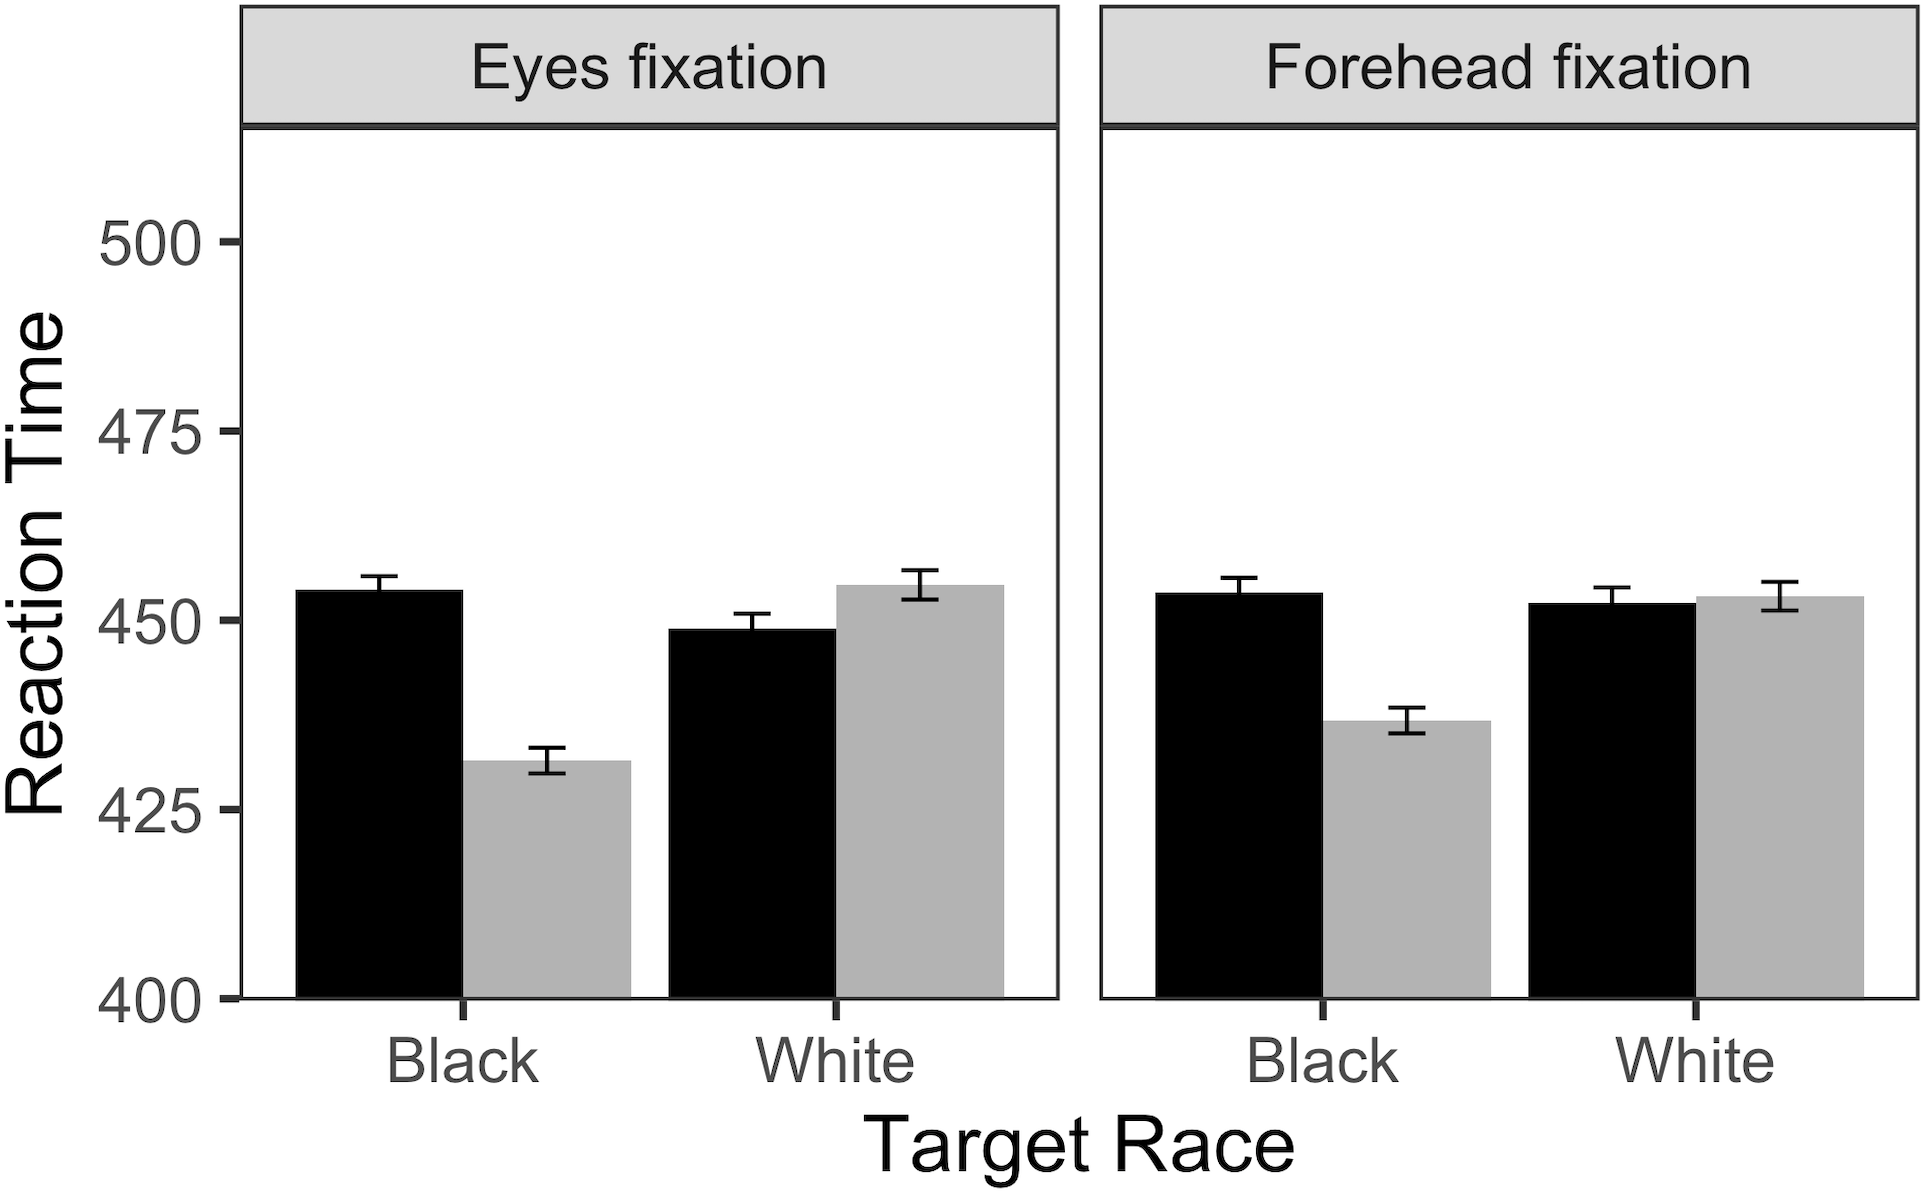 Eyes fixation
Forehead fixation
Reaction Time
500
475
450
425
400
Black
White
Black
White
Target Race